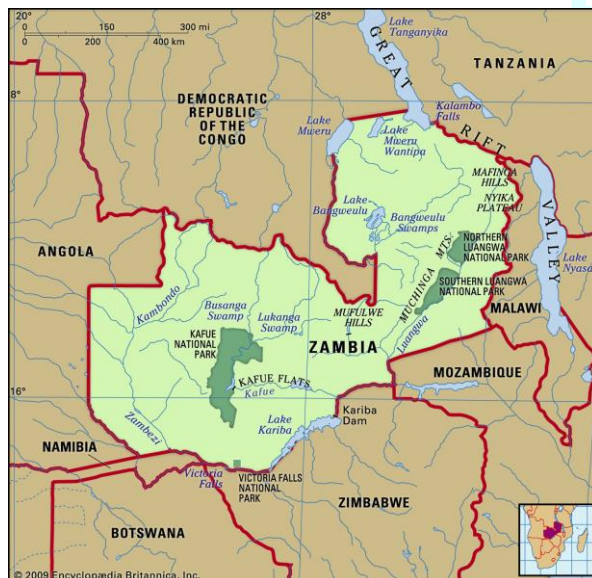 20°
28°
0 150 300 mi
0 200 400 km
Lake
Tanganyika
GREAT
TANZANIA
8°
DEMOCRATIC
REPUBLIC
OF THE
CONGO
Lake
Mweru
Lake
Mweru
Wantipa
Kalambo
Falls
RIFT
MAFINGA
HILLS
NYIKA
PLATEAU
VALLEY
Lake
Bangweulu
Bangweulu
Swamps
NORTHERN
LUANGWA
NATIONAL PARK
ANGOLA
MUCHINGA MTS.
SOUTHERN LUANGWA
NATIONAL PARK
Lake
Nyasa
Kambondo
Busanga
Swamp
Lukanga
Swamp
MUFULWE
HILLS
Luangwa
MALAWI
KAFUE
NATIONAL
PARK
ZAMBIA
MOZAMBIQUE
KAFUE FLATS
Kafue
16°
Kariba
Dam
Lake
Kariba
Zambezi
NAMIBIA
Victoria
Falls
VICTORIA FALLS
NATIONAL
PARK
ZIMBABWE
BOTSWANA
© 2009 Encyclopædia Britannica, Inc.